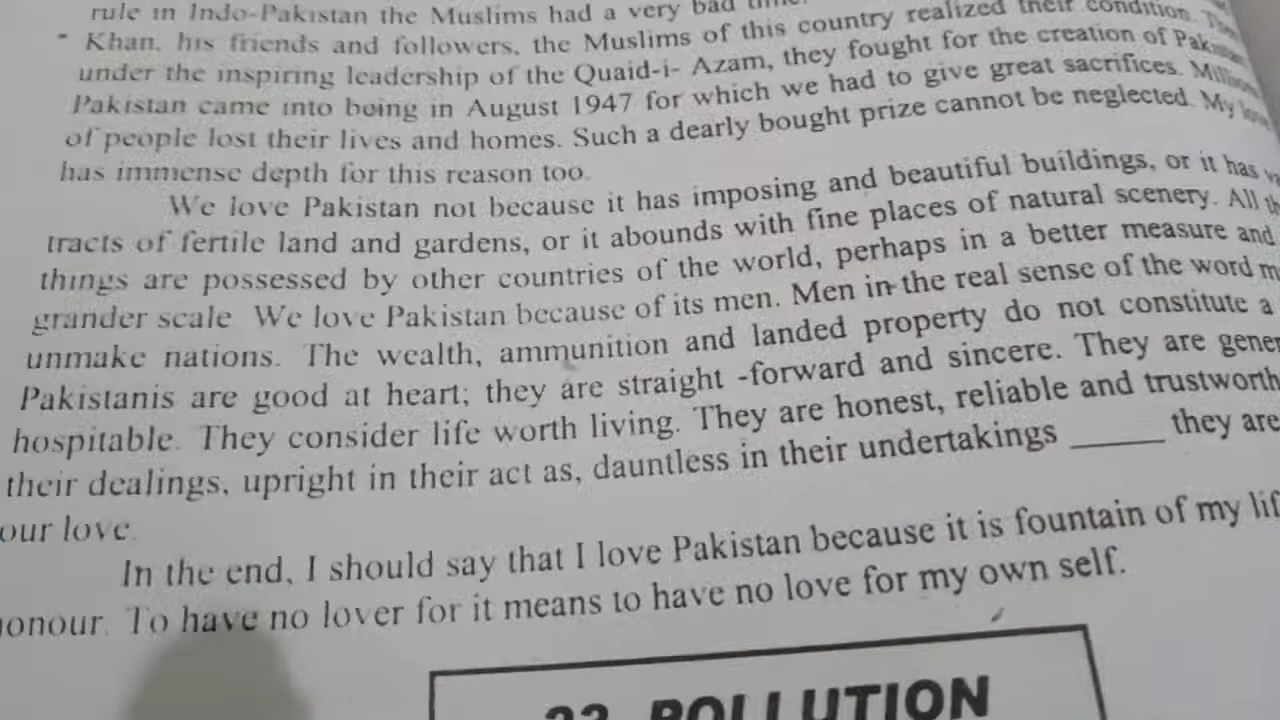 rule in Indo-Pakistan the Muslims had a very bad time.
Khan, his friends and followers, the Muslims of this country realized their condition.
under the inspiring leadership of the Quaid-i- Azam, they fought for the creation of
Pakistan came into being in August 1947 for which we had to give great sacrifices.
of people lost their lives and homes. Such a dearly bought prize cannot be neglected. My
has immense depth for this reason too.
We love Pakistan not because it has imposing and beautiful buildings, or it has
tracts of fertile land and gardens, or it abounds with fine places of natural scenery. All
things are possessed by other countries of the world, perhaps in a better measure and
grander scale. We love Pakistan because of its men. Men in the real sense of the word
unmake nations. The wealth, ammunition and landed property do not constitute a
Pakistanis are good at heart; they are straight -forward and sincere. They are
hospitable. They consider life worth living. They are honest, reliable and
their dealings, upright in their act as, dauntless in their undertakings ______ they are
our love.
In the end, I should say that I love Pakistan because it is fountain of my
To have no lover for it means to have no love for my own self.
POLLUTION